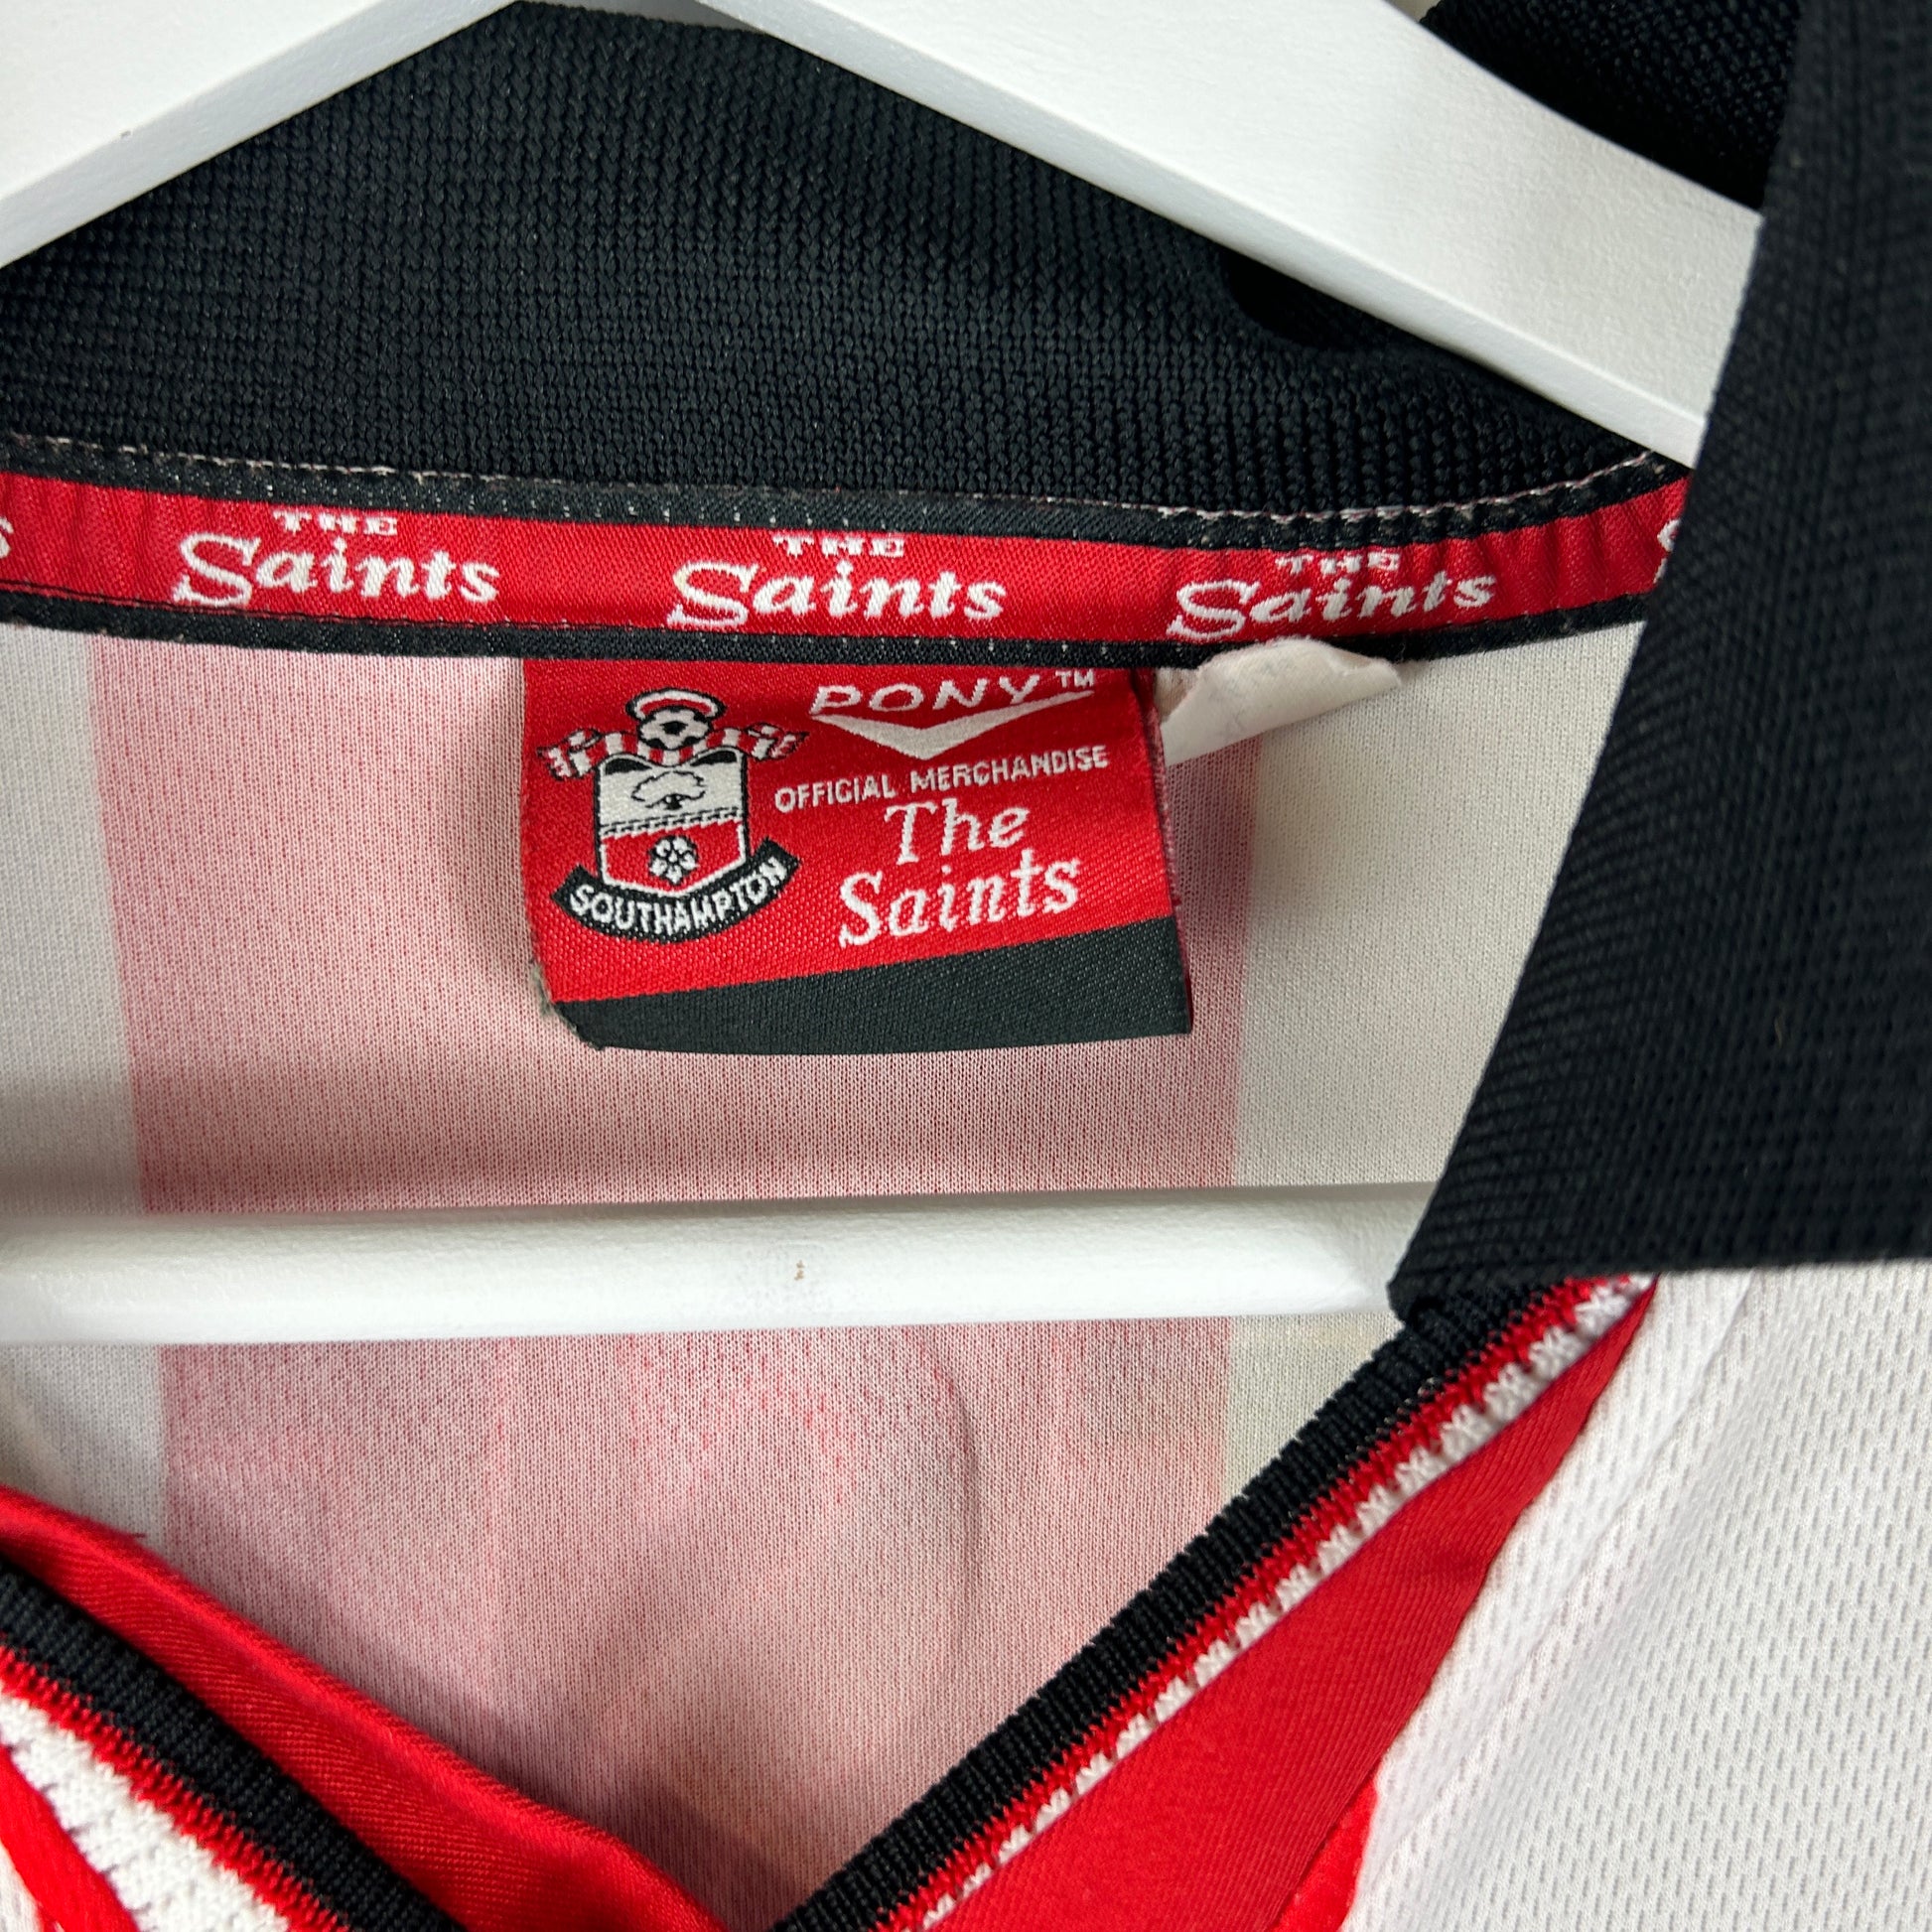 THE
Saints
THE
Saints
THE
Saints
PONY™
OFFICIAL MERCHANDISE
The
Saints
SOUTHAMPTON